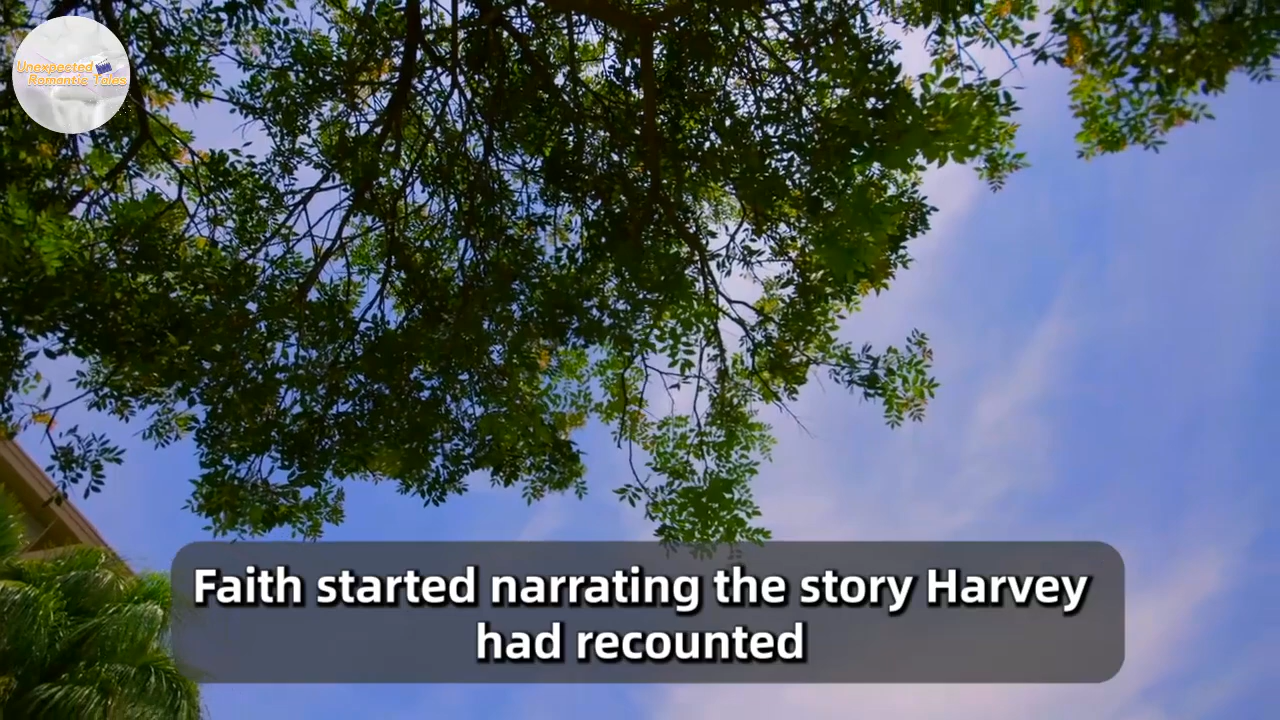 Unexpected
Romantic Tales
Faith started narrating the story Harvey
had recounted